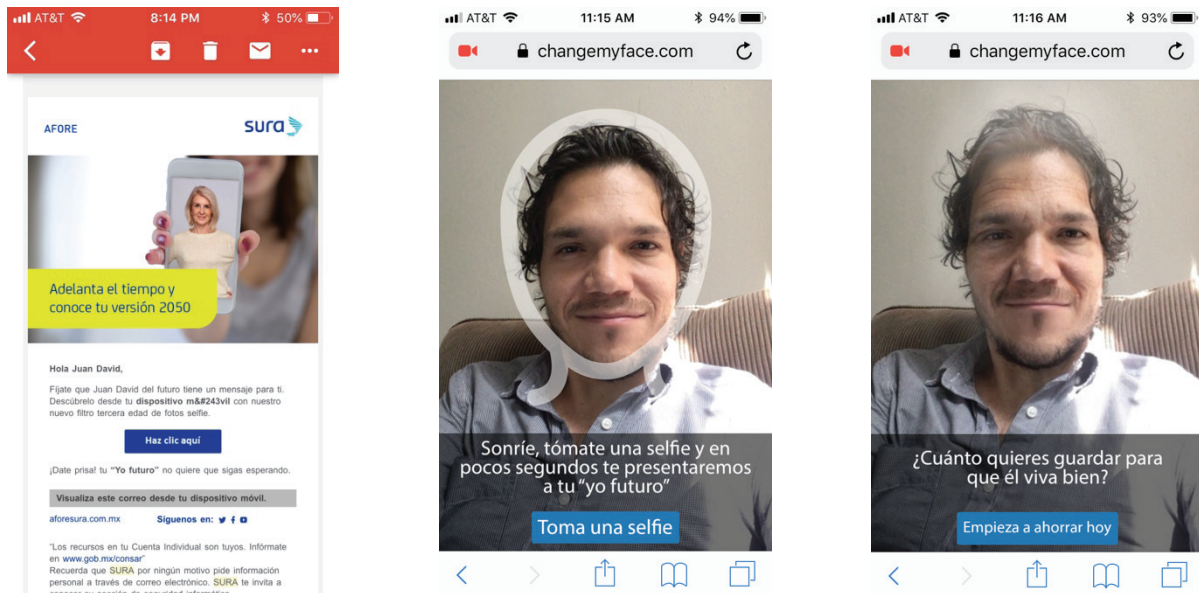 AT&T 8:14 PM 50%
AFORE
sura
Adelanta el tiempo y
conoce tu versión 2050
Hola Juan David,
Fíjate que Juan David del futuro tiene un mensaje para ti.
Descúbrelo desde tu dispositivo m&#243vil con nuestro
nuevo filtro tercera edad de fotos selfie.
Haz clic aquí
¡Date prisa! tu "Yo futuro" no quiere que sigas esperando.
Visualiza este correo desde tu dispositivo móvil.
aforesura.com.mx Síguenos en:
"Los recursos en tu Cuenta Individual son tuyos. Infórmate
en www.gob.mx/consar"
Recuerda que SURA por ningún motivo pide información
personal a través de correo electrónico. SURA te invita a
AT&T 11:15 AM 94%
changemyface.com
Sonríe, tómate una selfie y en
pocos segundos te presentaremos
a tu "yo futuro"
Toma una selfie
AT&T 11:16 AM 93%
changemyface.com
¿Cuánto quieres guardar para
que él viva bien?
Empieza a ahorrar hoy